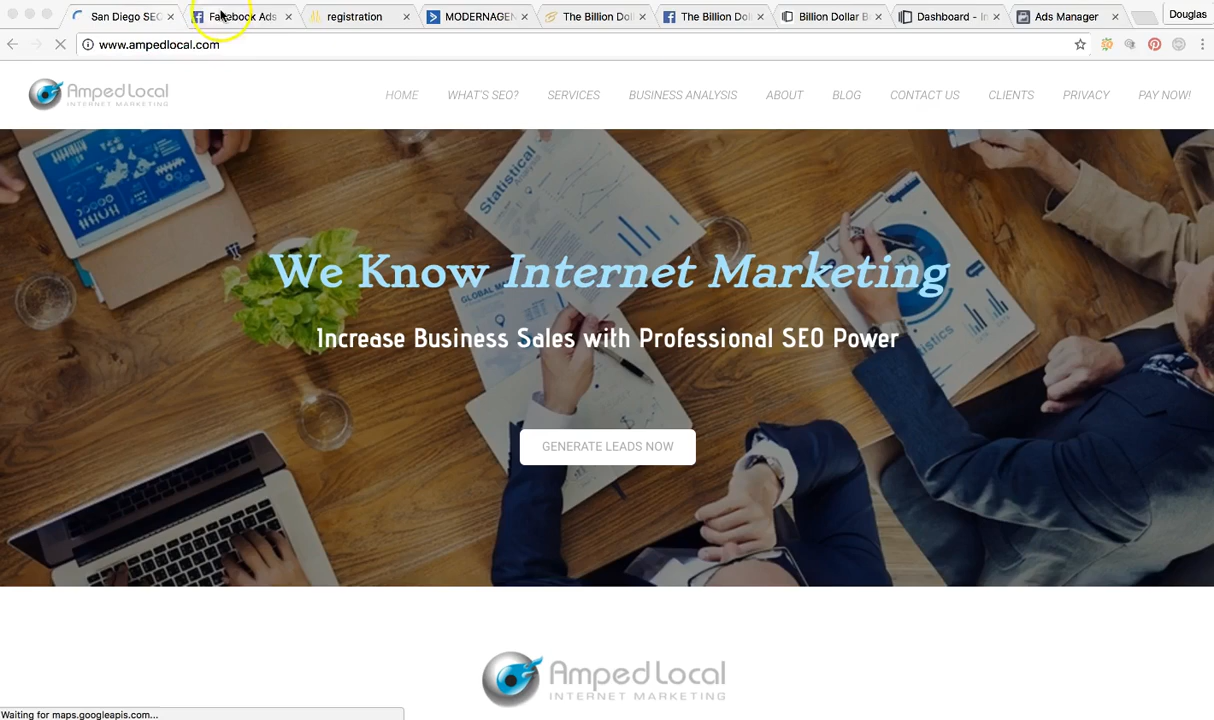 San Diego SEO
Facebook Ads
registration
MODERNAGEN
The Billion Doll
The Billion Doll
Billion Dollar B
Dashboard - In
Ads Manager
Douglas
www.ampedlocal.com
Amped Local
INTERNET MARKETING
HOME
WHAT'S SEO?
SERVICES
BUSINESS ANALYSIS
ABOUT
BLOG
CONTACT US
CLIENTS
PRIVACY
PAY NOW!
Statistical
We Know Internet Marketing
Increase Business Sales with Professional SEO Power
GENERATE LEADS NOW
Amped Local
INTERNET MARKETING
Waiting for maps.googleapis.com...